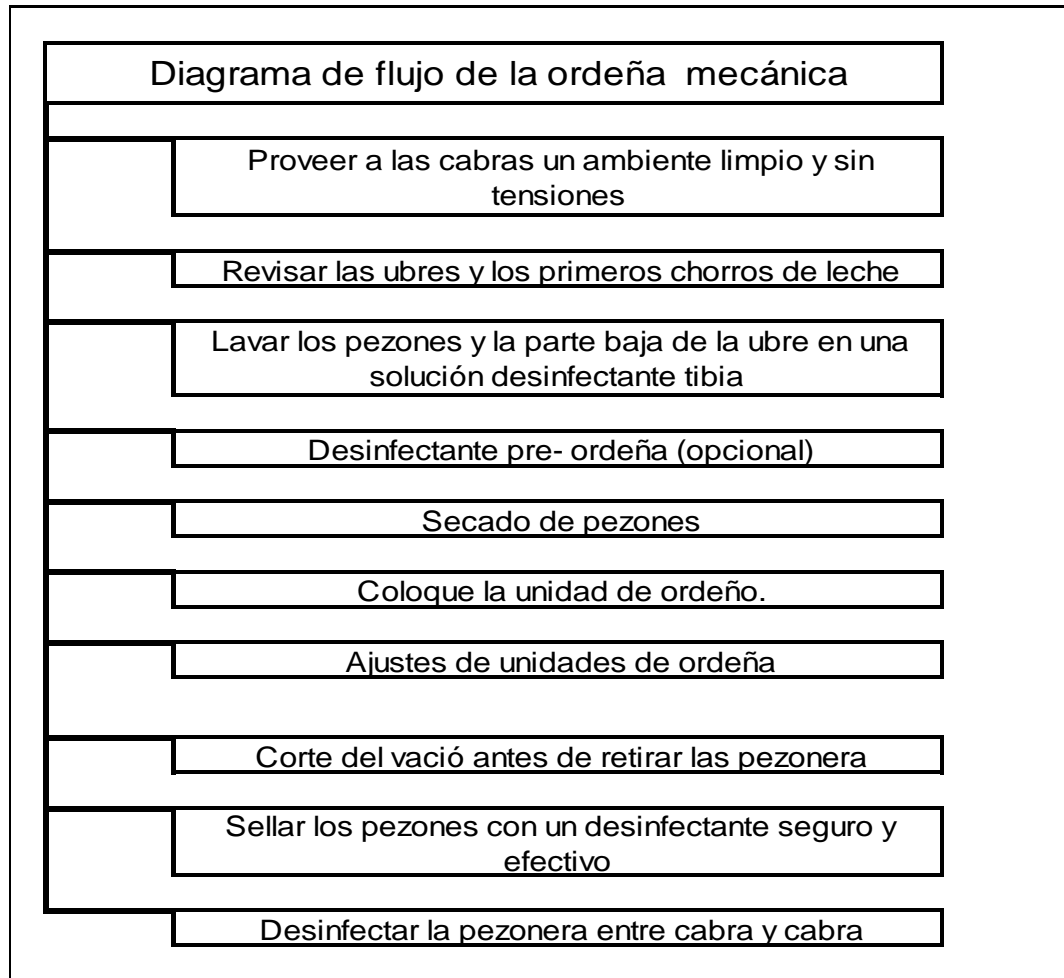 Diagrama de flujo de la ordeña  mecánica
Proveer a las cabras un ambiente limpio y sin
tensiones
Revisar las ubres y los primeros chorros de leche
Lavar los pezones y la parte baja de la ubre en una
solución desinfectante tibia
Desinfectante pre- ordeña (opcional)
Secado de pezones
Coloque la unidad de ordeño.
Ajustes de unidades de ordeña
Corte del vació antes de retirar las pezonera
Sellar los pezones con un desinfectante seguro y
efectivo
Desinfectar la pezonera entre cabra y cabra